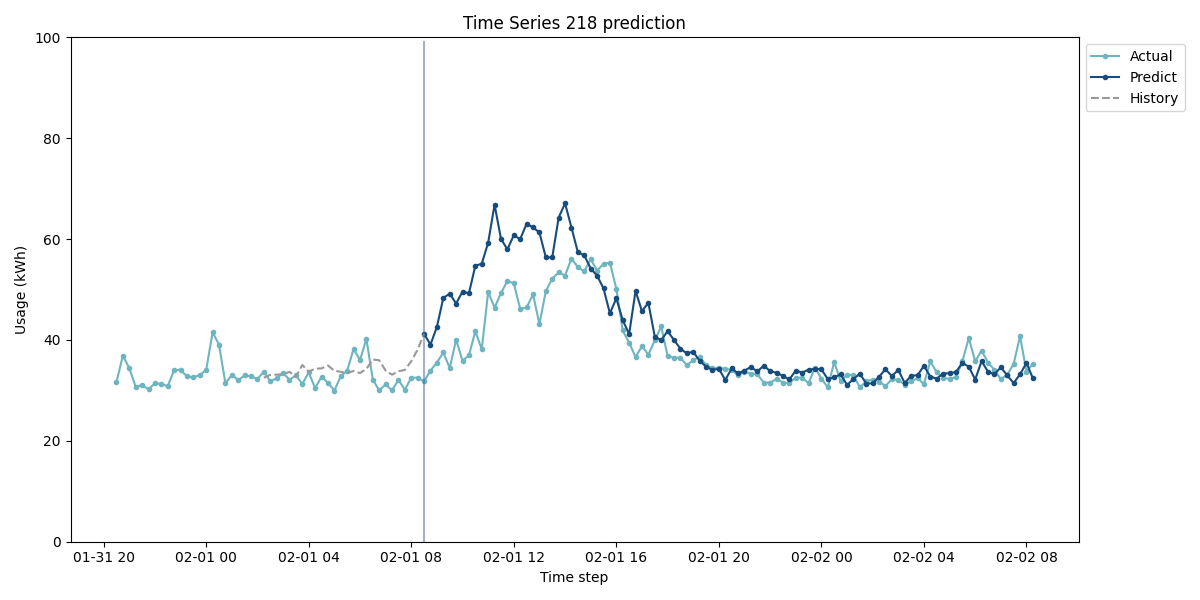 Time Series 218 prediction
100
80
60
40
20
0
Usage (kWh)
01-31 20
02-01 00
02-01 04
02-01 08
02-01 12
02-01 16
02-01 20
02-02 00
02-02 04
02-02 08
Time step
Actual
Predict
History